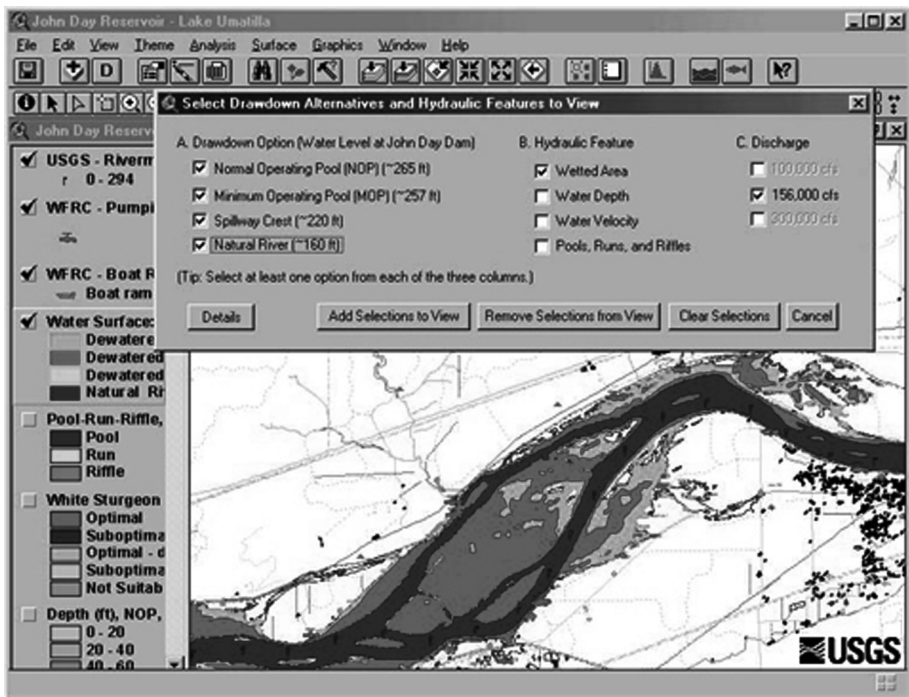 John Day Reservoir - Lake Umatilla
File Edit View Theme Analysis Surface Graphics Window Help
D
Select Drawdown Alternatives and Hydraulic Features to View
A. Drawdown Option (Water Level at John Day Dam)
Normal Operating Pool (NOP) (~265 ft)
Minimum Operating Pool (MOP) (~257 ft)
Spillway Crest (~220 ft)
Natural River (~160 ft)
B. Hydraulic Feature
Wetted Area
Water Depth
Water Velocity
Pools, Runs, and Riffles
C. Discharge
100,000 cfs
156,000 cfs
300,000 cfs
(Tip: Select at least one option from each of the three columns.)
Details Add Selections to View Remove Selections from View Clear Selections Cancel
John Day Reserv
USGS - Riverm
0 - 294
WFRC - Pumpi
WFRC - Boat R
Boat ram
Water Surface:
Dewatere
Dewatered
Dewatered
Natural Ri
Pool-Run-Riffle,
Pool
Run
Riffle
White Sturgeon
Optimal
Suboptima
Optimal - d
Suboptima
Not Suitab
Depth (ft), NOP,
0 - 20
20 - 40
40 - 60
USGS